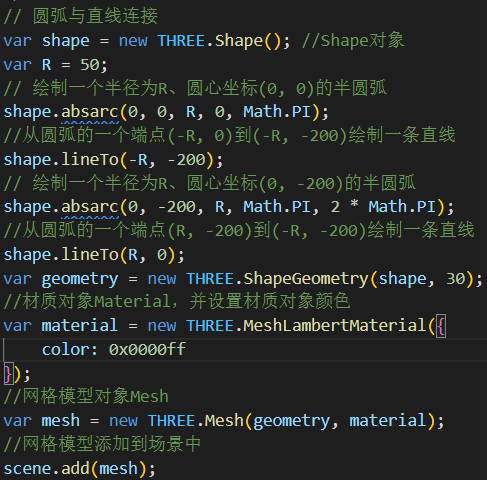 // 圆弧与直线连接
var shape = new THREE.Shape(); //Shape对象
var R = 50;
// 绘制一个半径为R、圆心坐标(0, 0)的半圆弧
shape.absarc(0, 0, R, 0, Math.PI);
//从圆弧的一个端点(-R, 0)到(-R, -200)绘制一条直线
shape.lineTo(-R, -200);
// 绘制一个半径为R、圆心坐标(0, -200)的半圆弧
shape.absarc(0, -200, R, Math.PI, 2 * Math.PI);
//从圆弧的一个端点(R, -200)到(-R, -200)绘制一条直线
shape.lineTo(R, 0);
var geometry = new THREE.ShapeGeometry(shape, 30);
//材质对象Material，并设置材质对象颜色
var material = new THREE.MeshLambertMaterial({
    color: 0x0000ff
});
//网格模型对象Mesh
var mesh = new THREE.Mesh(geometry, material);
//网格模型添加到场景中
scene.add(mesh);